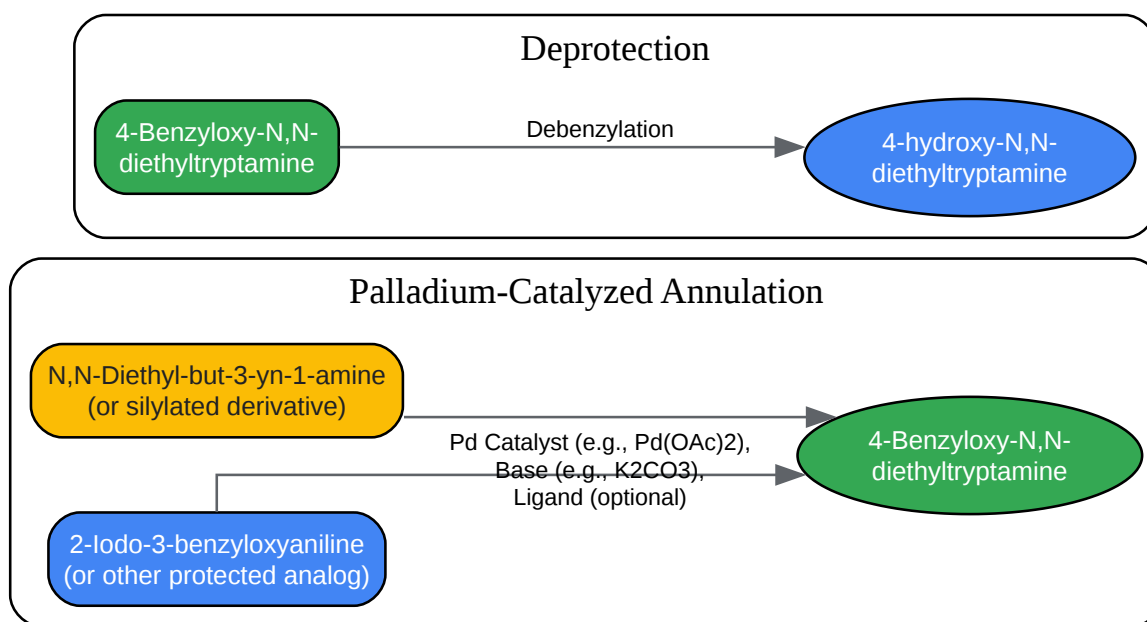 Deprotection
4-Benzyloxy-N,N-
diethyltryptamine
Debenzylation
4-hydroxy-N,N-
diethyltryptamine
Palladium-Catalyzed Annulation
N,N-Diethyl-but-3-yn-1-amine
(or silylated derivative)
Pd Catalyst (e.g., Pd(OAc)2),
Base (e.g., K2CO3),
Ligand (optional)
4-Benzyloxy-N,N-
diethyltryptamine
2-Iodo-3-benzyloxyaniline
(or other protected analog)